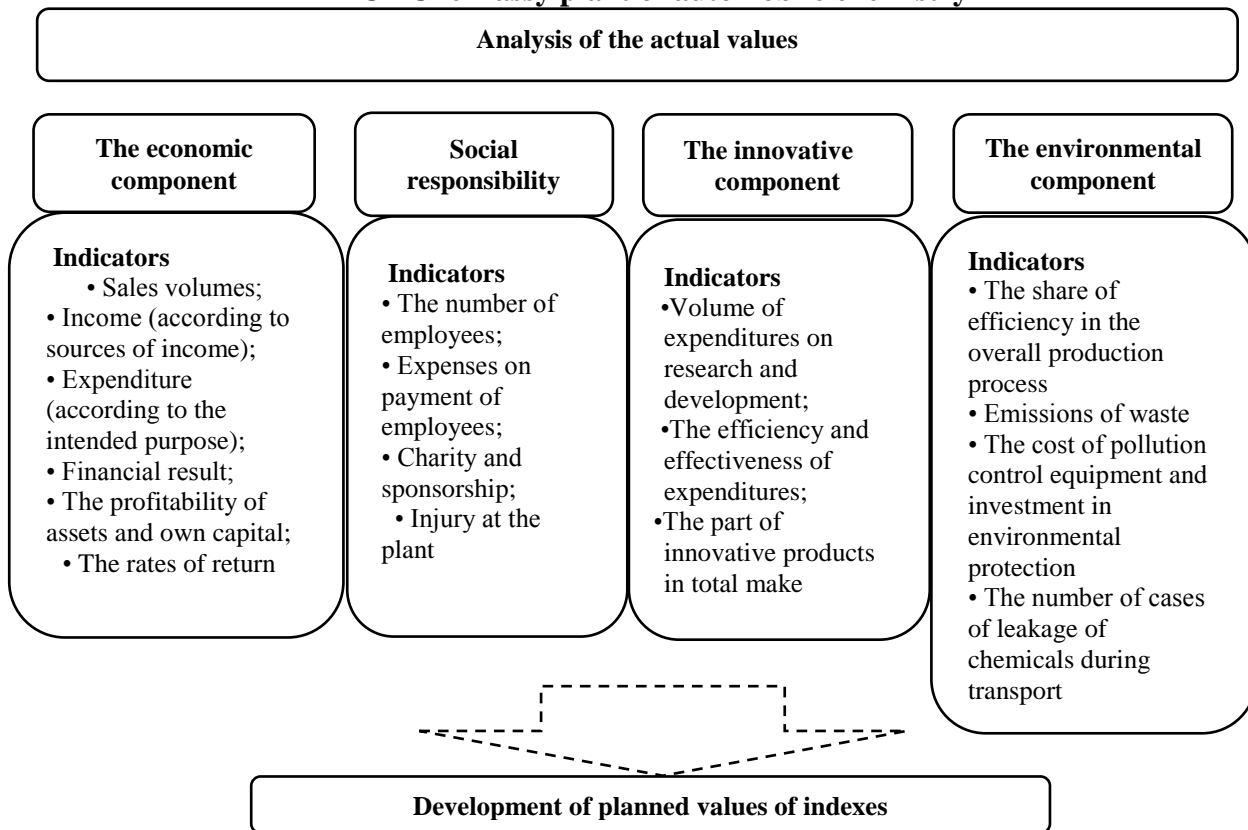 plant of automobile chemistry
Analysis of the actual values
The economic
component
Indicators
• Sales volumes;
• Income (according to
sources of income);
• Expenditure
(according to the
intended purpose);
• Financial result;
• The profitability of
assets and own capital;
• The rates of return
Social
responsibility
Indicators
• The number of
employees;
• Expenses on
payment of
employees;
• Charity and
sponsorship;
• Injury at the
plant
The innovative
component
Indicators
•Volume of
expenditures on
research and
development;
•The efficiency and
effectiveness of
expenditures;
•The part of
innovative products
in total make
The environmental
component
Indicators
• The share of
efficiency in the
overall production
process
• Emissions of waste
• The cost of pollution
control equipment and
investment in
environmental
protection
• The number of cases
of leakage of
chemicals during
transport
Development of planned values of indexes